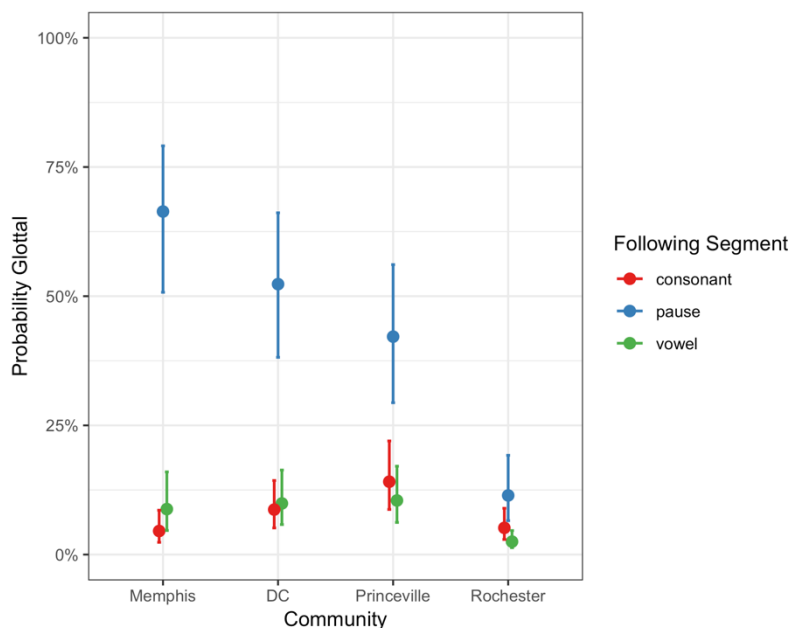 100%
75%
50%
25%
0%
Probability Glottal
Memphis DC Princeville Rochester
Community
Following Segment
consonant
pause
vowel